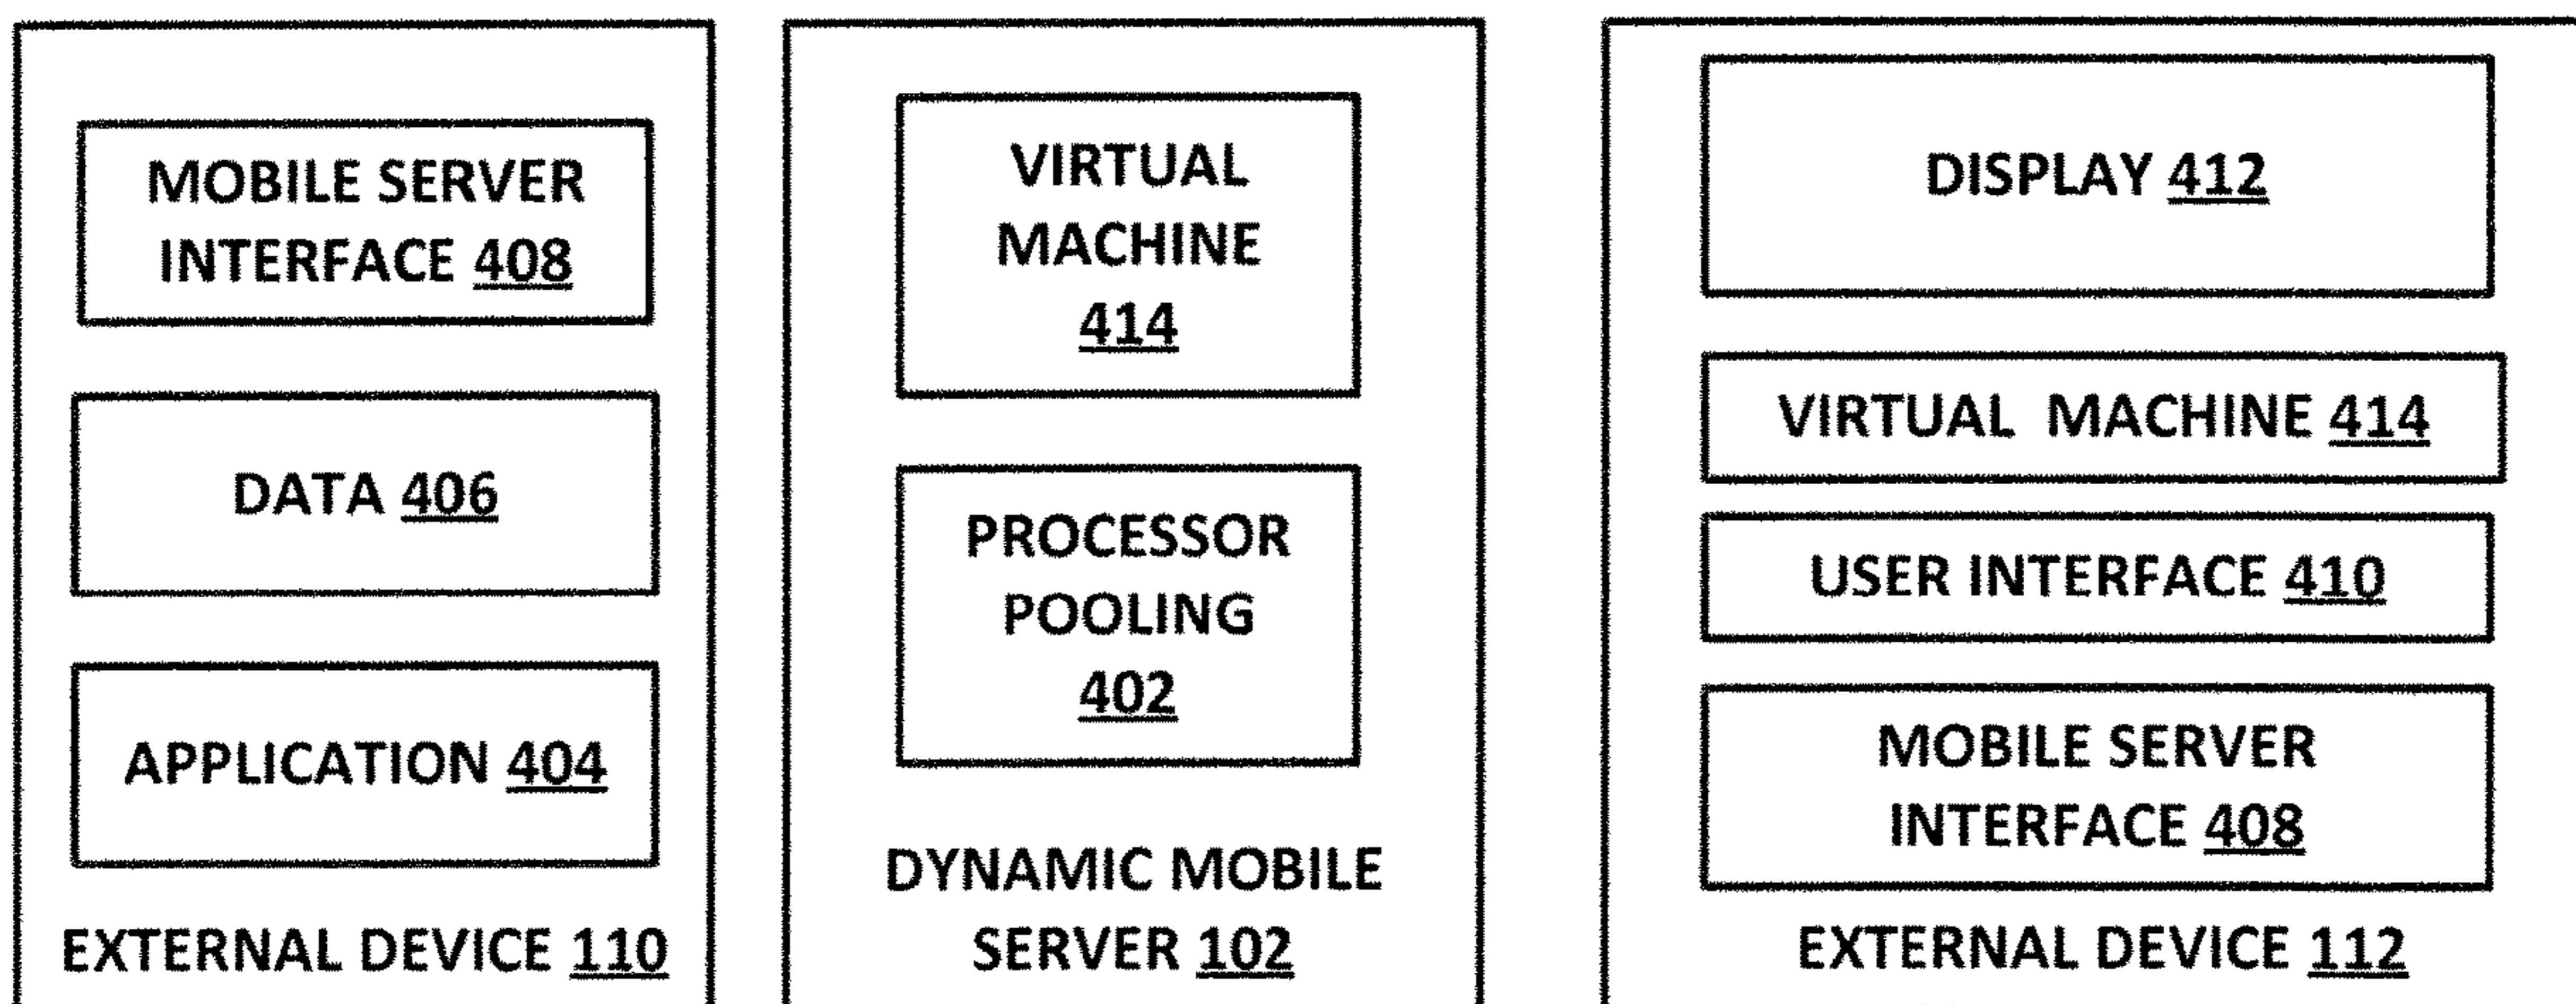 MOBILE SERVER
INTERFACE 408
DATA 406
APPLICATION 404
EXTERNAL DEVICE 110
VIRTUAL
MACHINE
414
PROCESSOR
POOLING
402
DYNAMIC MOBILE
SERVER 102
DISPLAY 412
VIRTUAL MACHINE 414
USER INTERFACE 410
MOBILE SERVER
INTERFACE 408
EXTERNAL DEVICE 112